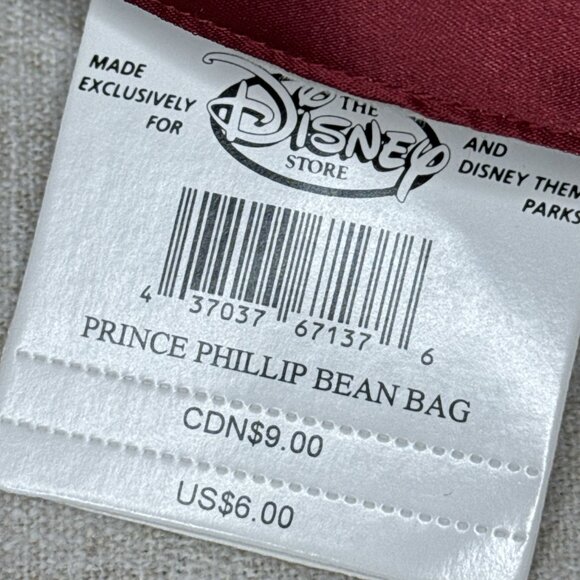 MADE
EXCLUSIVELY
FOR
THE
DISNEY
STORE
AND
DISNEY THEM
PARKS
4 37037 67137 6
PRINCE PHILLIP BEAN BAG
CDN$9.00
US$6.00